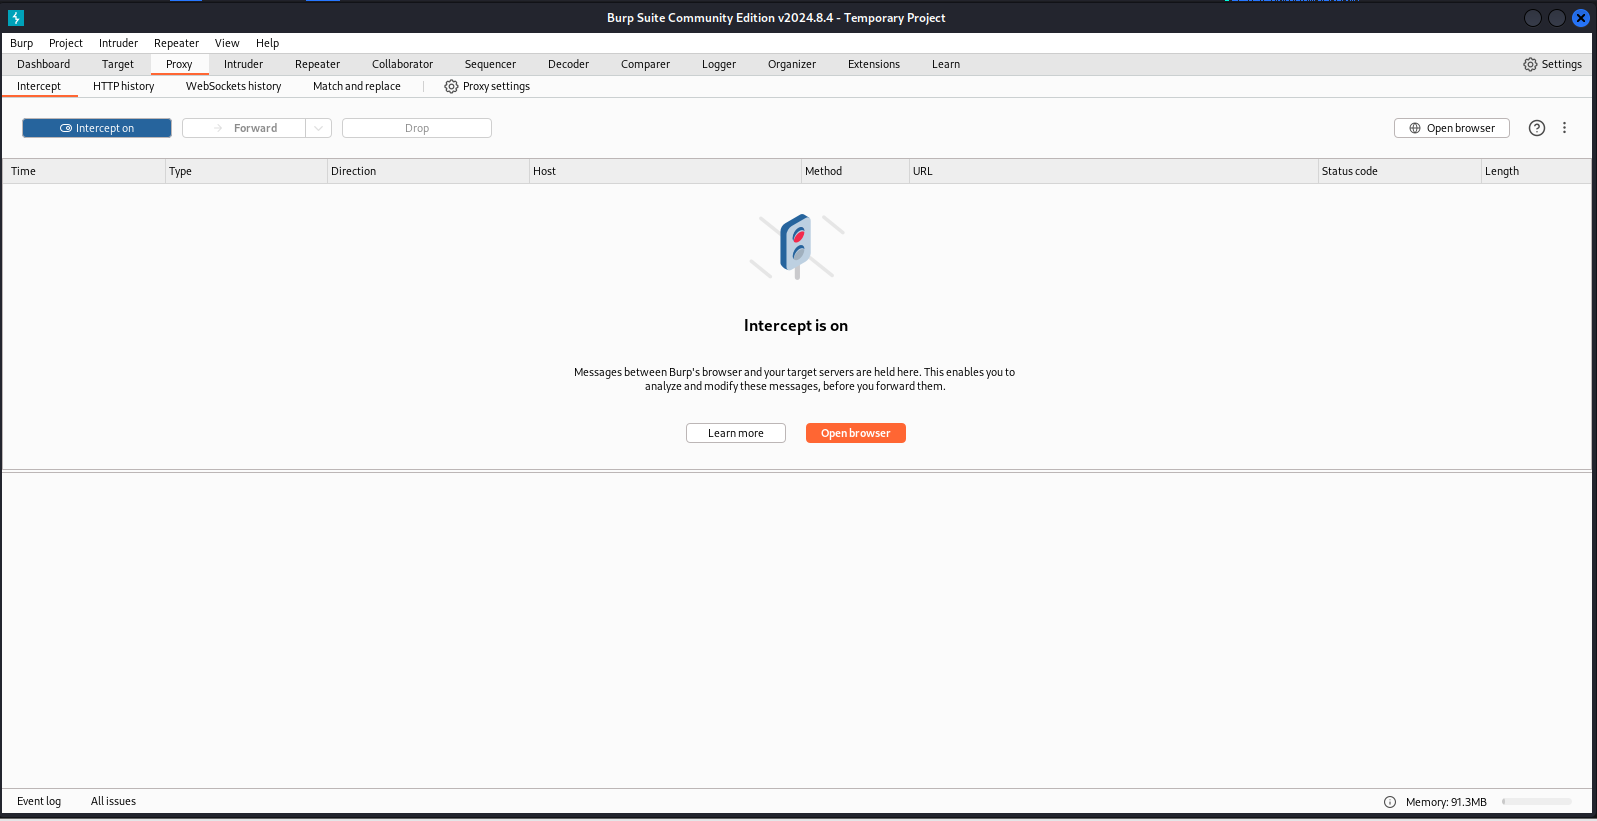 Burp Suite Community Edition v2024.8.4 - Temporary Project
Burp Project Intruder Repeater View Help
Dashboard Target Proxy Intruder Repeater Collaborator Sequencer Decoder Comparer Logger Organizer Extensions Learn Settings
Intercept HTTP history WebSockets history Match and replace Proxy settings
Intercept on Forward Drop Open browser
Time Type Direction Host Method URL Status code Length
Intercept is on
Messages between Burp's browser and your target servers are held here. This enables you to
analyze and modify these messages, before you forward them.
Learn more Open browser
Event log All issues Memory: 91.3MB